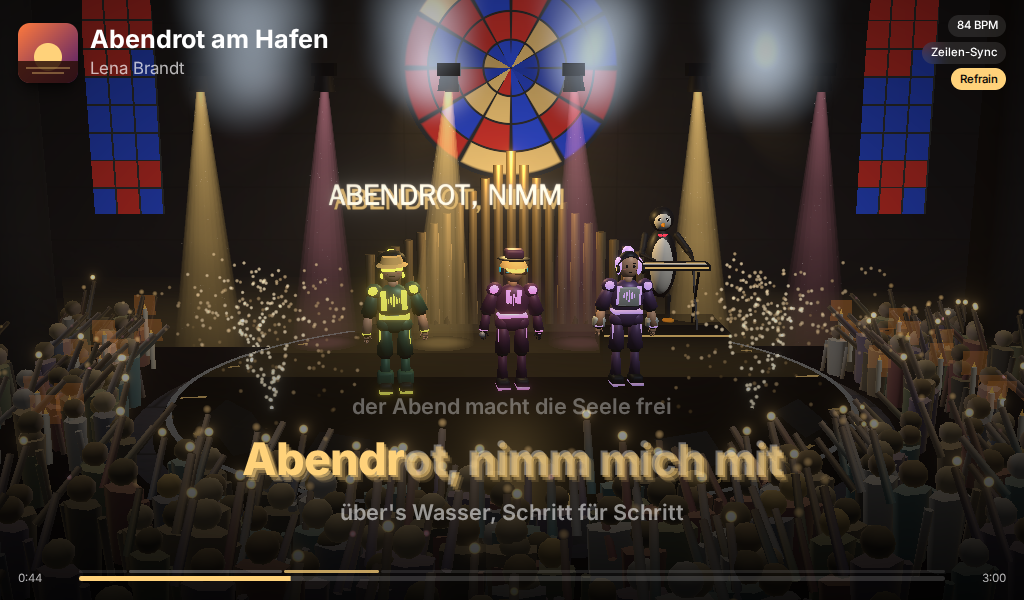 Abendrot am Hafen
Lena Brandt
84 BPM
Zeilen-Sync
Refrain
ABENDROT, NIMM
der Abend macht die Seele frei
Abendrot, nimm mich mit
über's Wasser, Schritt für Schritt
0:44
3:00